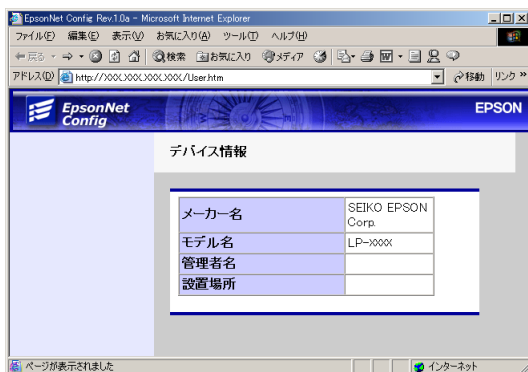 EpsonNet Config Rev.1.0a - Microsoft Internet Explorer
ファイル(F) 編集(E) 表示(V) お気に入り(A) ツール(T) ヘルプ(H)
戻る 検索 お気に入り メディア
アドレス(D) http://XXX.XXX.XXX.XXX/User.htm 移動 リンク »
EpsonNet
Config
EPSON
デバイス情報
メーカー名 SEIKO EPSON
Corp.
モデル名 LP-XXXX
管理者名
設置場所
ページが表示されました インターネット